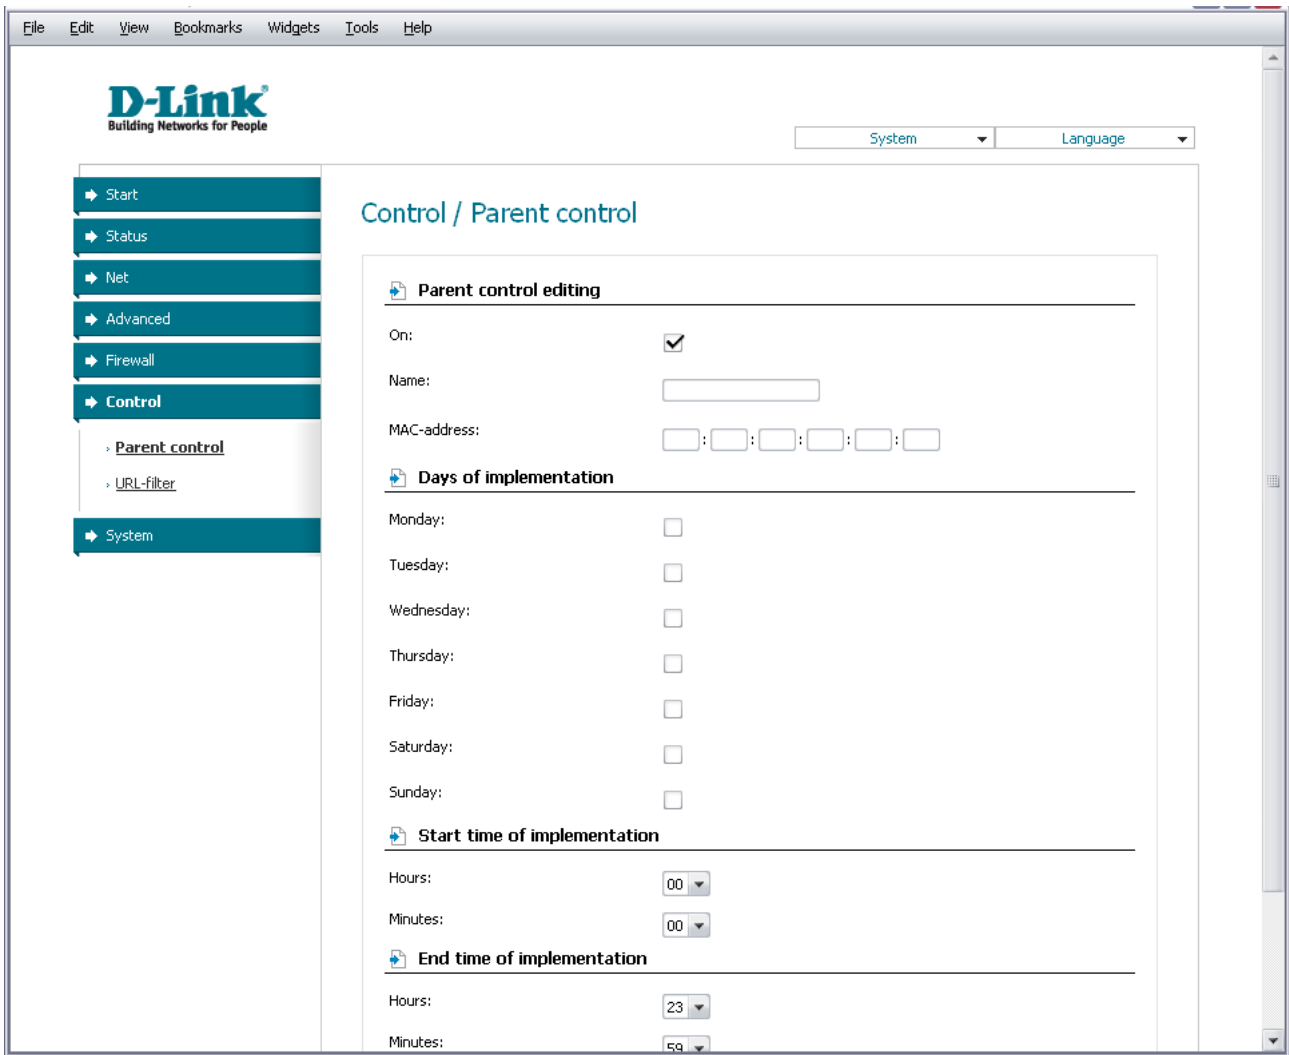 File Edit View Bookmarks Widgets Tools Help
D-Link®
Building Networks for People
System Language
Start
Status
Net
Advanced
Firewall
Control
Parent control
URL-filter
System
Control / Parent control
Parent control editing
On:
Name:
MAC-address: : : : : :
Days of implementation
Monday:
Tuesday:
Wednesday:
Thursday:
Friday:
Saturday:
Sunday:
Start time of implementation
Hours: 00
Minutes: 00
End time of implementation
Hours: 23
Minutes: 59